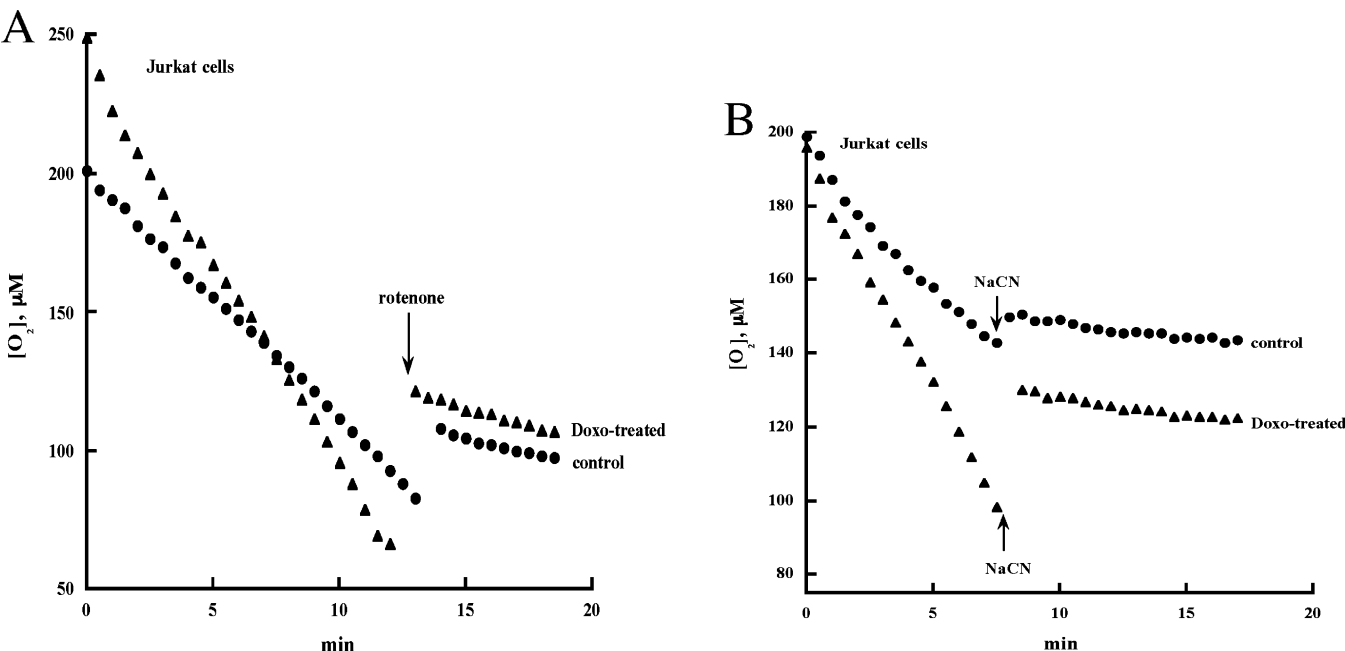 A
250
200
150
100
50
0
5
10
15
20
[O₂], µM
min
Jurkat cells
rotenone
Doxo-treated
control
B
200
180
160
140
120
100
80
0
5
10
15
20
[O₂], µM
min
Jurkat cells
NaCN
control
Doxo-treated
NaCN